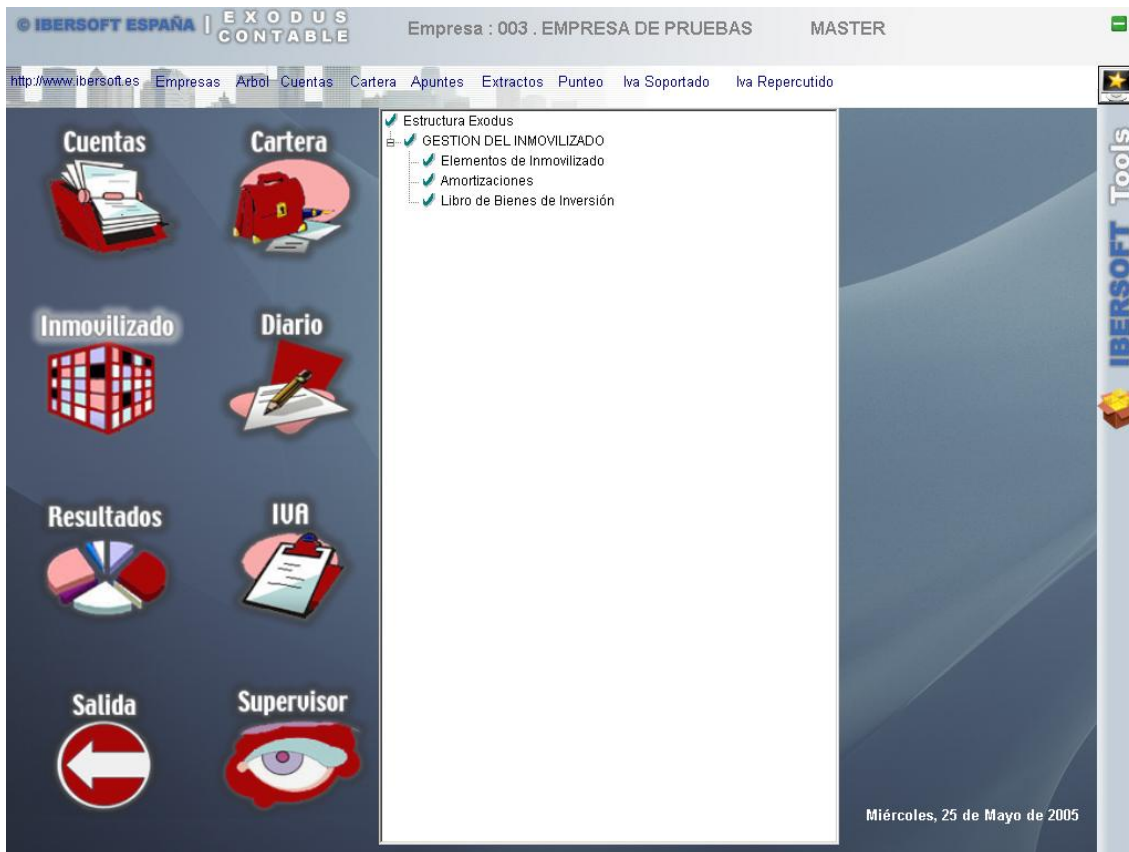 © IBERSOFT ESPAÑA | EXODUS CONTABLE
Empresa : 003 . EMPRESA DE PRUEBAS MASTER
http://www.ibersoft.es Empresas Arbol Cuentas Cartera Apuntes Extractos Punteo Iva Soportado Iva Repercutido
Cuentas Cartera
Inmovilizado Diario
Resultados IVA
Salida Supervisor
Estructura Exodus
GESTION DEL INMOVILIZADO
Elementos de Inmovilizado
Amortizaciones
Libro de Bienes de Inversión
IBERSOFT Tools
Miércoles, 25 de Mayo de 2005